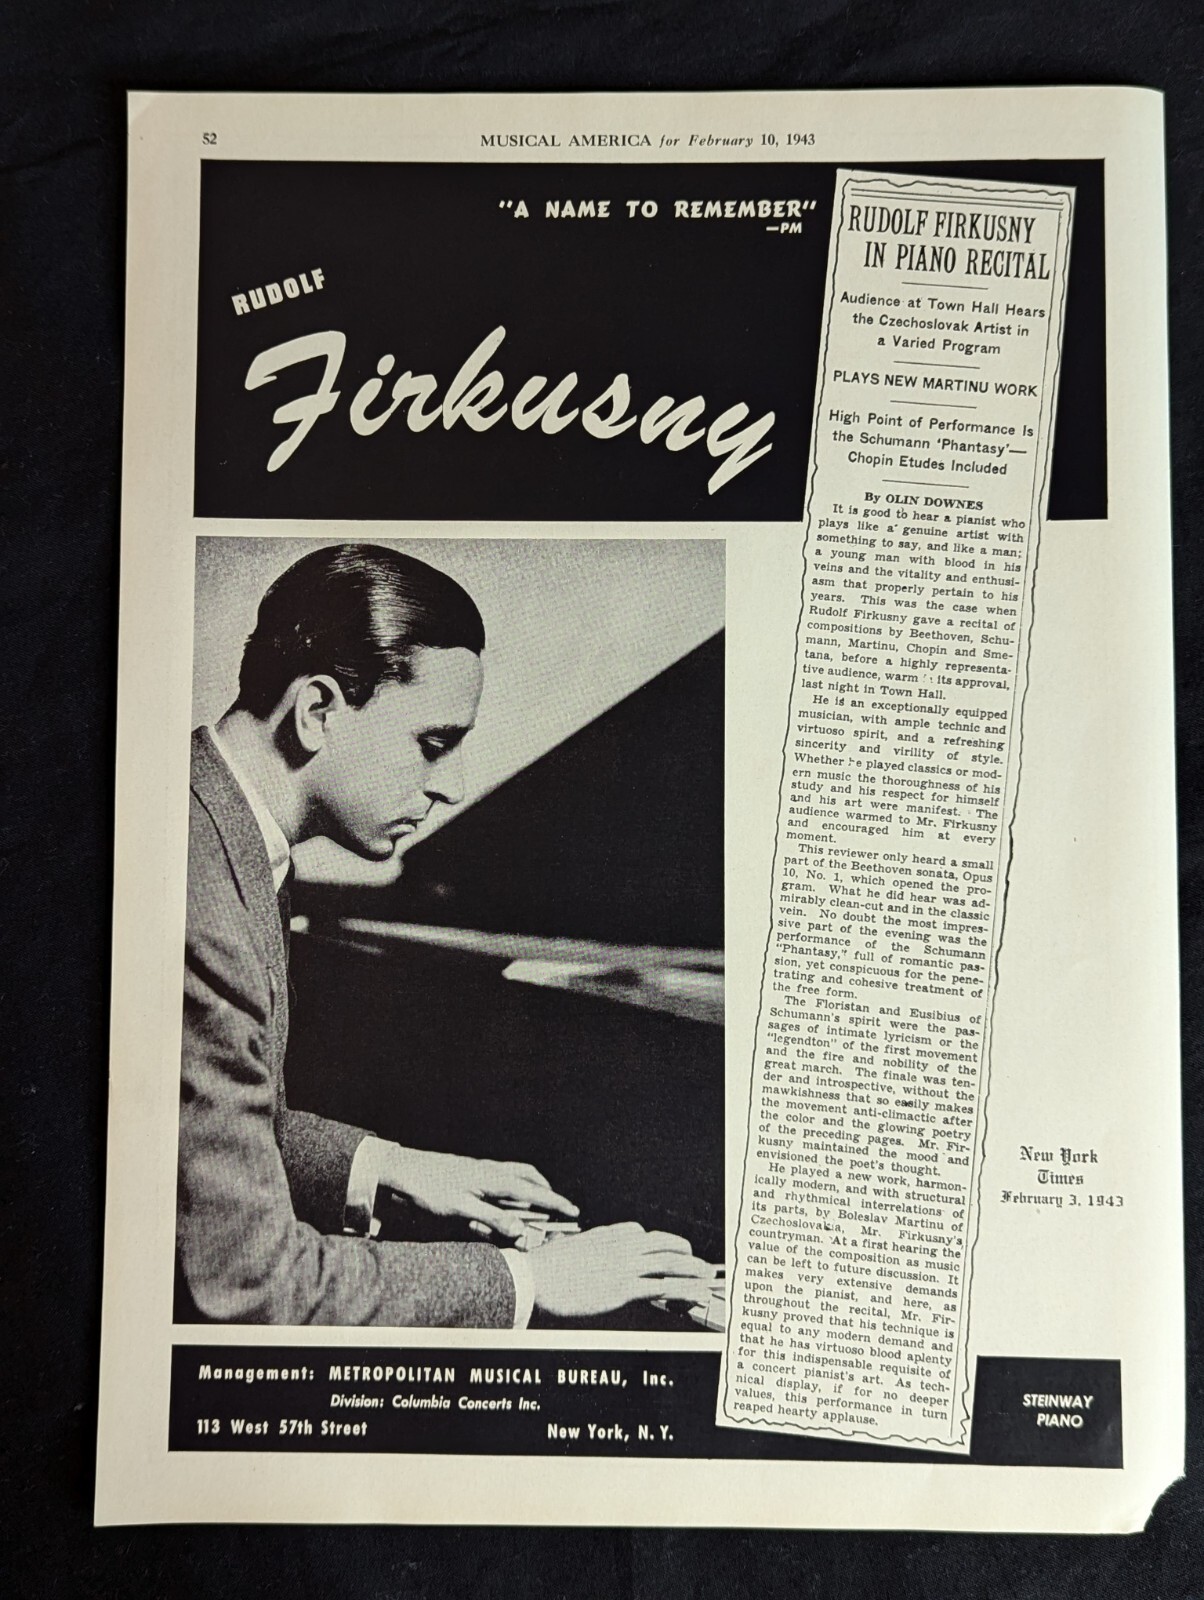 52
MUSICAL AMERICA for February 10, 1943
"A NAME TO REMEMBER"
—PM
RUDOLF
Firkusny
RUDOLF FIRKUSNY
IN PIANO RECITAL
Audience at Town Hall Hears
the Czechoslovak Artist in
a Varied Program
PLAYS NEW MARTINU WORK
High Point of Performance Is
the Schumann 'Phantasy'—
Chopin Etudes Included
By OLIN DOWNES
It is good to hear a pianist who
plays like a genuine artist with
something to say, and like a man;
a young man with blood in his
veins and the vitality and enthusi-
asm that properly pertain to his
years. This was the case when
Rudolf Firkusny gave a recital of
compositions by Beethoven, Schu-
mann, Martinu, Chopin and Sme-
tana, before a highly representa-
tive audience, warm its approval,
last night in Town Hall.
He is an exceptionally equipped
musician, with ample technic and
virtuoso spirit, and a refreshing
sincerity and virility of style.
Whether he played classics or mod-
ern music the thoroughness of his
study and his respect for himself
and his art were manifest. The
audience warmed to Mr. Firkusny
and encouraged him at every
moment.
This reviewer only heard a small
part of the Beethoven sonata, Opus
10, No. 1, which opened the pro-
gram. What he did hear was ad-
mirably clean-cut and in the classic
vein. No doubt the most impres-
sive part of the evening was the
performance of the Schumann
"Phantasy," full of romantic pas-
sion, yet conspicuous for the pene-
trating and cohesive treatment of
the free form.
The Floristan and Eusibius of
Schumann's spirit were the pas-
sages of intimate lyricism or the
"legendton" of the first movement
and the fire and nobility of the
great march. The finale was ten-
der and introspective, without the
mawkishness that so easily makes
the movement anti-climactic after
the color and the glowing poetry
of the preceding pages. Mr. Fir-
kusny maintained the mood and
envisioned the poet's thought.
He played a new work, harmon-
ically modern, and with structural
and rhythmical interrelations of
its parts, by Boleslav Martinu of
Czechoslovakia, Mr. Firkusny's
countryman. At a first hearing the
value of the composition as music
can be left to future discussion. It
makes very extensive demands
upon the pianist, and here, as
throughout the recital, Mr. Fir-
kusny proved that his technique is
equal to any modern demand and
that he has virtuoso blood aplenty
for this indispensable requisite of
a concert pianist's art. As tech-
nical display, if for no deeper
values, this performance in turn
reaped hearty applause.
New York
Times
February 3, 1943
Management: METROPOLITAN MUSICAL BUREAU, Inc.
Division: Columbia Concerts Inc.
113 West 57th Street New York, N. Y.
STEINWAY
PIANO